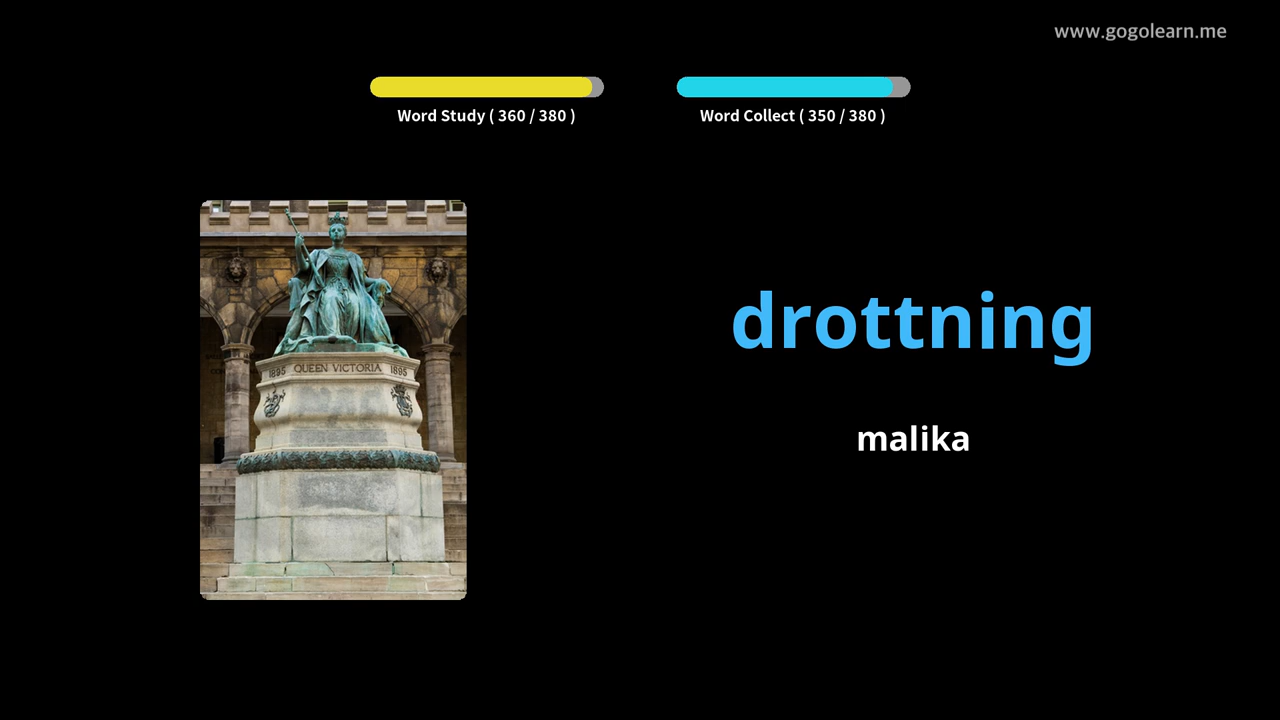 www.gogolearn.me
Word Study ( 360 / 380 )
Word Collect ( 350 / 380 )
1895 QUEEN VICTORIA 1895
drottning
malika